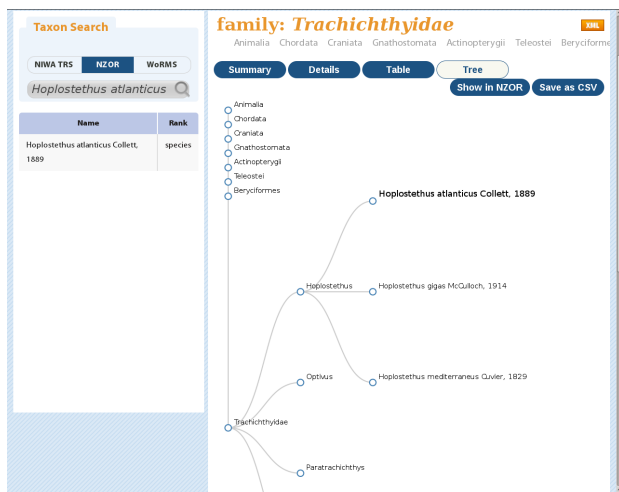 Taxon Search
NIWA TRS NZOR WoRMS
Hoplostethus atlanticus
Name Rank
Hoplostethus atlanticus Collett, species
1889
family: Trachichthyidae
XML
Animalia Chordata Craniata Gnathostomata Actinopterygii Teleostei Beryciforme
Summary Details Table Tree
Show in NZOR Save as CSV
Animalia
Chordata
Craniata
Gnathostomata
Actinopterygii
Teleostei
Beryciformes
Hoplostethus atlanticus Collett, 1889
Hoplostethus
Hoplostethus gigas McCulloch, 1914
Optivus
Hoplostethus mediterraneus Cuvier, 1829
Trachichthyidae
Paratrachichthys